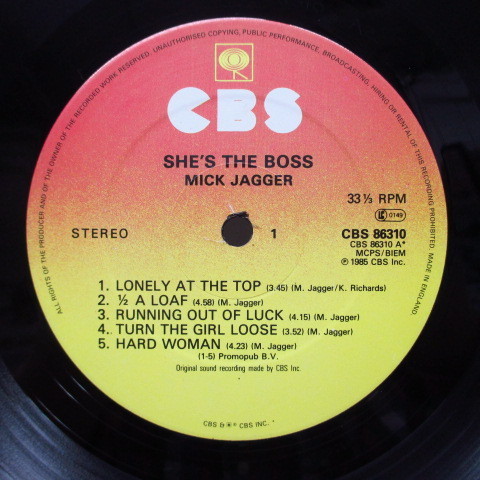 ALL RIGHTS OF THE PRODUCER AND OF THE OWNER OF THE RECORDED WORK RESERVED. UNAUTHORISED COPYING, PUBLIC PERFORMANCE, BROADCASTING, HIRING OR RENTAL OF THIS RECORD PROHIBITED. MADE IN ENGLAND.
CBS
SHE'S THE BOSS
MICK JAGGER
33⅓ RPM
0149
STEREO
1
CBS 86310
CBS 86310 A*
MCPS/BIEM
℗ 1985 CBS Inc.
1. LONELY AT THE TOP (3.45) (M. Jagger/K. Richards)
2. ½ A LOAF (4.58) (M. Jagger)
3. RUNNING OUT OF LUCK (4.15) (M. Jagger)
4. TURN THE GIRL LOOSE (3.52) (M. Jagger)
5. HARD WOMAN (4.23) (M. Jagger)
(1-5) Promopub B.V.
Original sound recording made by CBS Inc.
CBS & ® CBS Inc.